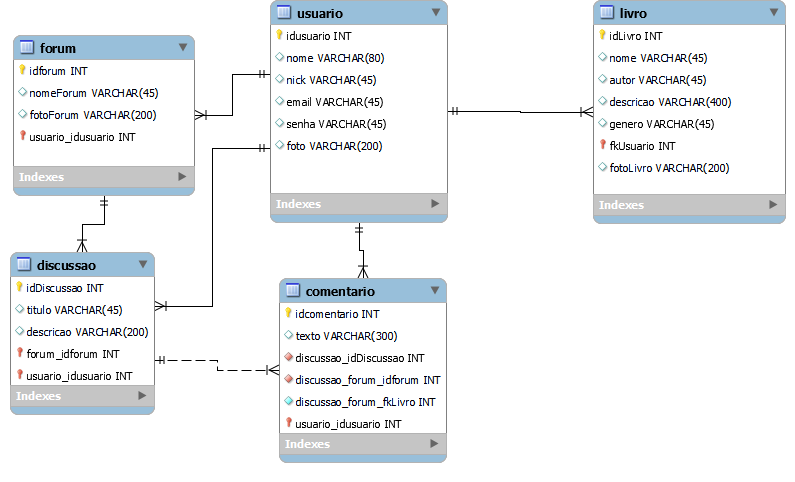 forum
idforum INT
nomeForum VARCHAR(45)
fotoForum VARCHAR(200)
usuario_idusuario INT
Indexes
usuario
idusuario INT
nome VARCHAR(80)
nick VARCHAR(45)
email VARCHAR(45)
senha VARCHAR(45)
foto VARCHAR(200)
Indexes
livro
idLivro INT
nome VARCHAR(45)
autor VARCHAR(45)
descricao VARCHAR(400)
genero VARCHAR(45)
fkUsuario INT
fotoLivro VARCHAR(200)
Indexes
discussao
idDiscussao INT
titulo VARCHAR(45)
descricao VARCHAR(200)
forum_idforum INT
usuario_idusuario INT
Indexes
comentario
idcomentario INT
texto VARCHAR(300)
discussao_idDiscussao INT
discussao_forum_idforum INT
discussao_forum_fkLivro INT
usuario_idusuario INT
Indexes